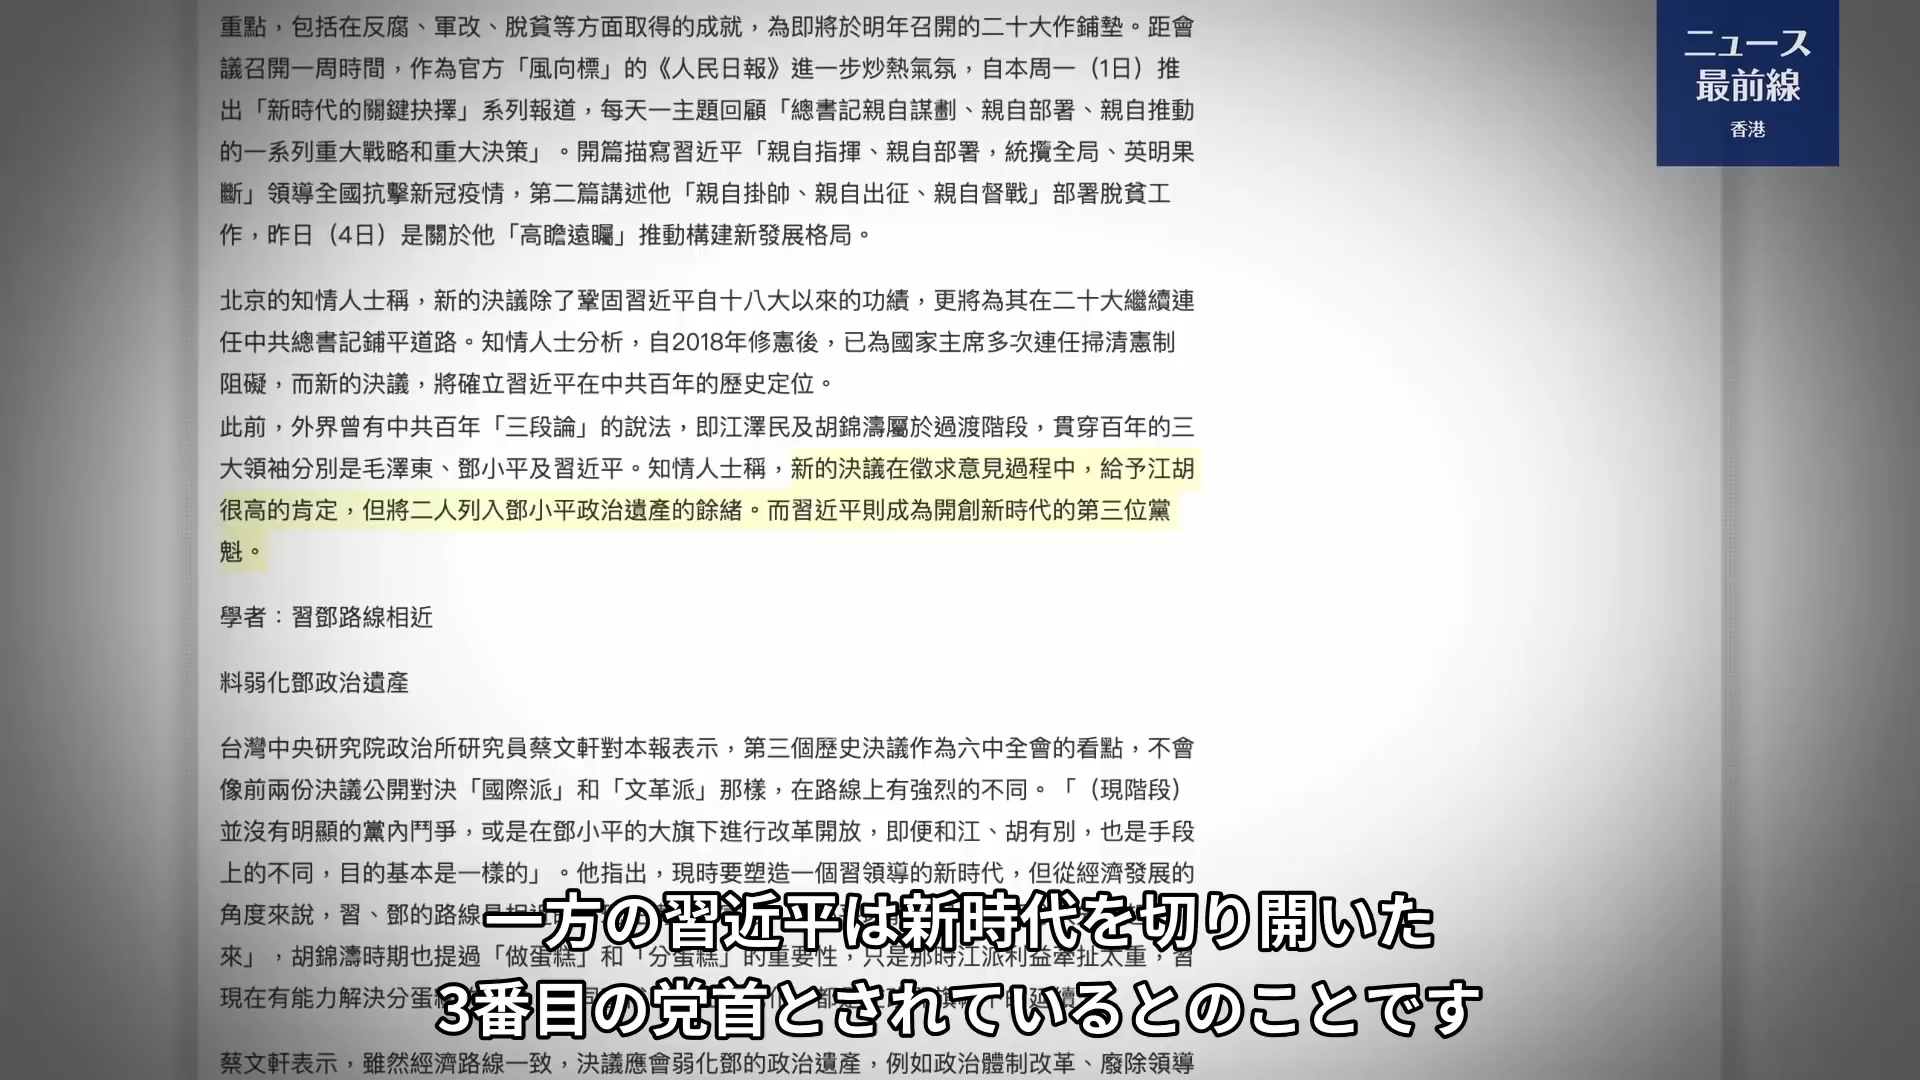 重點，包括在反腐、軍改、脫貧等方面取得的成就，為即將於明年召開的二十大作鋪墊。距會
議召開一周時間，作為官方「風向標」的《人民日報》進一步炒熱氣氛，自本周一（1日）推
出「新時代的關鍵抉擇」系列報道，每天一主題回顧「總書記親自謀劃、親自部署、親自推動
的一系列重大戰略和重大決策」。開篇描寫習近平「親自指揮、親自部署，統攬全局、英明果
斷」領導全國抗擊新冠疫情，第二篇講述他「親自掛帥、親自出征、親自督戰」部署脫貧工
作，昨日（4日）是關於他「高瞻遠矚」推動構建新發展格局。
北京的知情人士稱，新的決議除了鞏固習近平自十八大以來的功績，更將為其在二十大繼續連
任中共總書記鋪平道路。知情人士分析，自2018年修憲後，已為國家主席多次連任掃清憲制
阻礙，而新的決議，將確立習近平在中共百年的歷史定位。
此前，外界曾有中共百年「三段論」的說法，即江澤民及胡錦濤屬於過渡階段，貫穿百年的三
大領袖分別是毛澤東、鄧小平及習近平。知情人士稱，新的決議在徵求意見過程中，給予江胡
很高的肯定，但將二人列入鄧小平政治遺產的餘緒。而習近平則成為開創新時代的第三位黨
魁。
學者：習鄧路線相近
料弱化鄧政治遺產
台灣中央研究院政治所研究員蔡文軒對本報表示，第三個歷史決議作為六中全會的看點，不會
像前兩份決議公開對決「國際派」和「文革派」那樣，在路線上有強烈的不同。「（現階段）
並沒有明顯的黨內鬥爭，或是在鄧小平的大旗下進行改革開放，即便和江、胡有別，也是手段
上的不同，目的基本是一樣的」。他指出，現時要塑造一個習領導的新時代，但從經濟發展的
角度來說，習、鄧的路線是相近
來」，胡錦濤時期也提過「做蛋糕」和「分蛋糕」的重要性，只是那時江派利益牽扯太重，習
現在有能力解決分蛋糕
蔡文軒表示，雖然經濟路線一致，決議應會弱化鄧的政治遺產，例如政治體制改革、廢除領導
ニュース
最前線
香港
一方の習近平は新時代を切り開いた
3番目の党首とされているとのことです